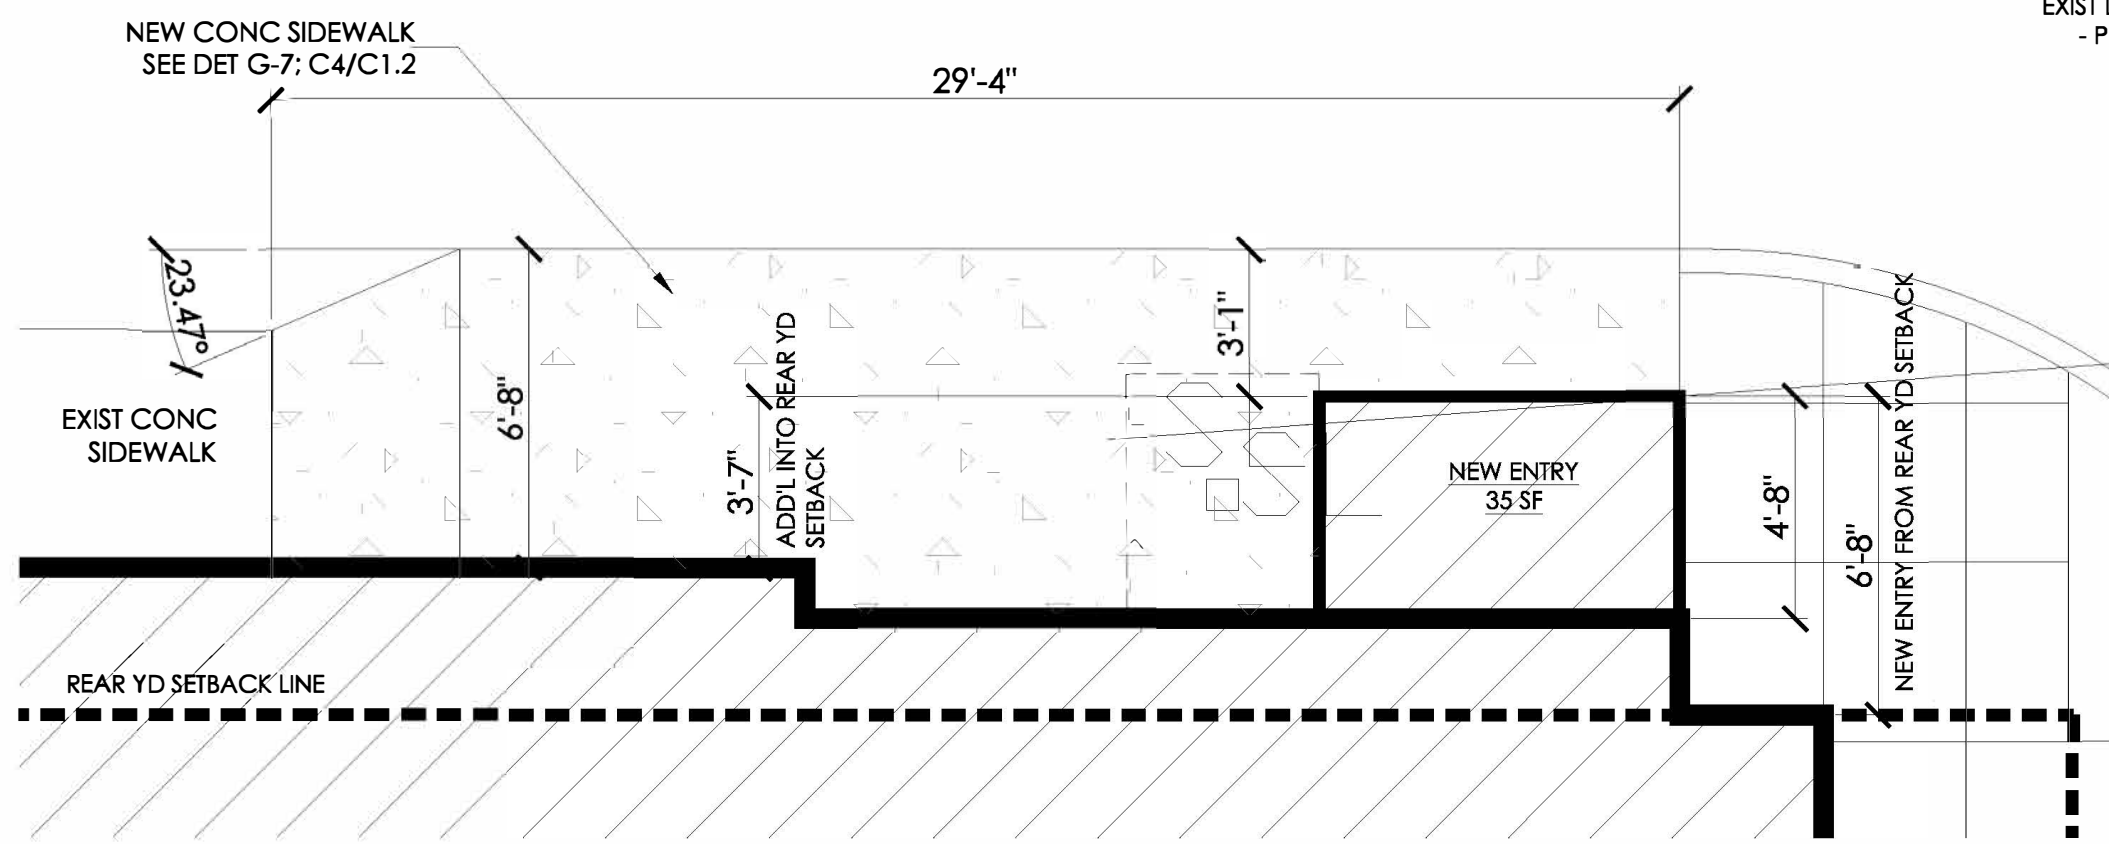 NEW CONC SIDEWALK
SEE DET G-7; C4/C1.2
EXIST
- P
29'-4"
23.47°
EXIST CONC
SIDEWALK
6'-8"
3'-7"
ADD'L INTO REAR YD
SETBACK
3'-1"
NEW ENTRY
35 SF
4'-8"
6'-8"
NEW ENTRY FROM REAR YD SETBACK
REAR YD SETBACK LINE